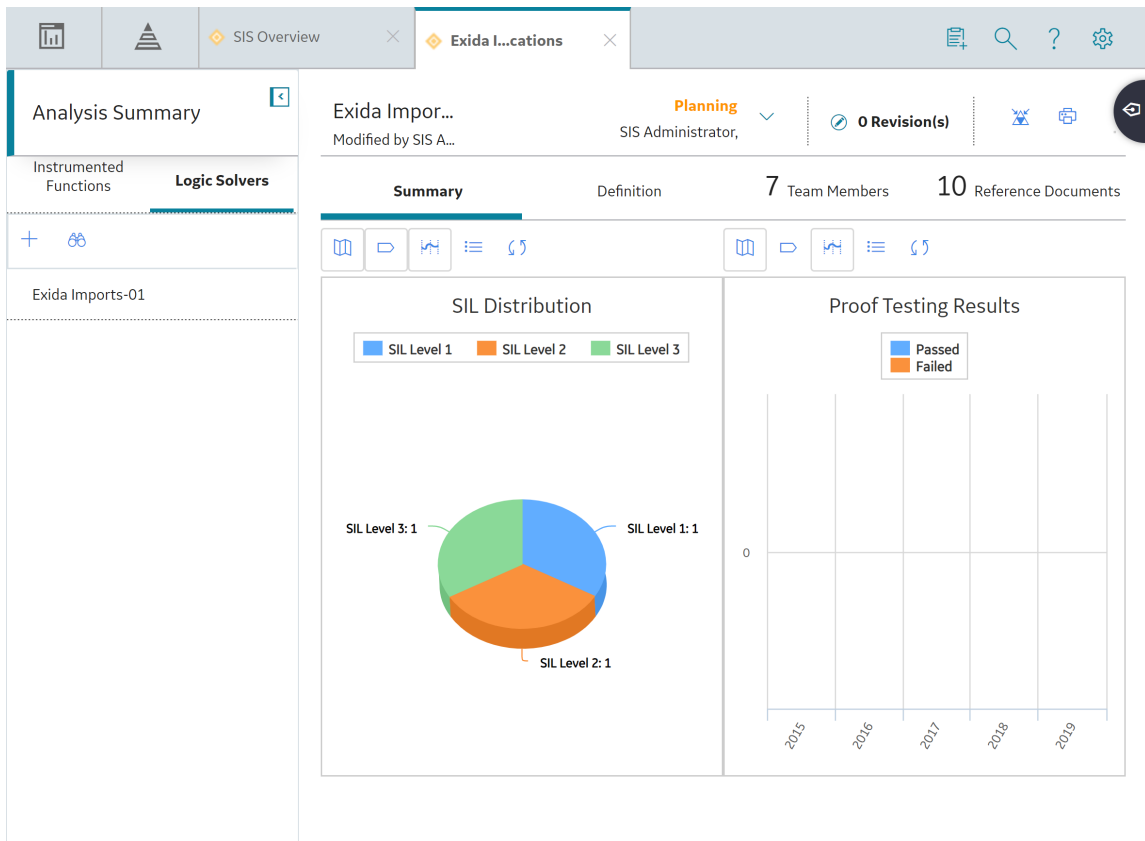 SIS Overview
Exida I...cations
Analysis Summary
Instrumented
Functions
Logic Solvers
Exida Imports-01
Exida Impor...
Modified by SIS A...
Planning
SIS Administrator,
0 Revision(s)
Summary
Definition
7 Team Members
10 Reference Documents
SIL Distribution
SIL Level 1
SIL Level 2
SIL Level 3
SIL Level 3: 1
SIL Level 1: 1
SIL Level 2: 1
Proof Testing Results
Passed
Failed
0
2015
2016
2017
2018
2019